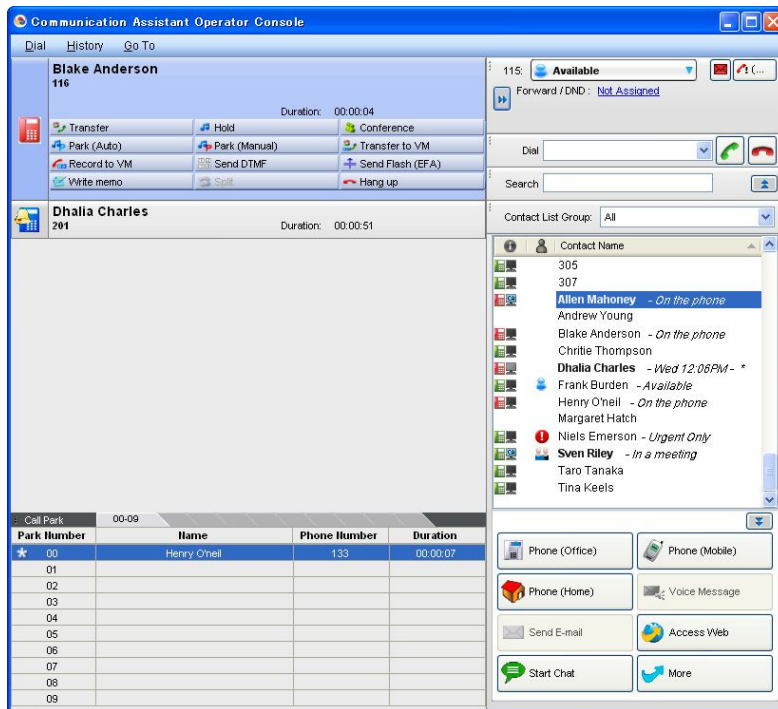 Communication Assistant Operator Console
Dial History Go To
Blake Anderson
116
Duration: 00:00:04
Transfer Hold Conference
Park (Auto) Park (Manual) Transfer to VM
Record to VM Send DTMF Send Flash (EFA)
Write memo Split Hang up
Dhalia Charles
201
Duration: 00:00:51
115: Available (...
Forward / DND : Not Assigned
Dial
Search
Contact List Group: All
Contact Name
305
307
Allen Mahoney - On the phone
Andrew Young
Blake Anderson - On the phone
Chritie Thompson
Dhalia Charles - Wed 12:06PM - *
Frank Burden - Available
Henry O'neil - On the phone
Margaret Hatch
Niels Emerson - Urgent Only
Sven Riley - In a meeting
Taro Tanaka
Tina Keels
Call Park 00-09
Park Number Name Phone Number Duration
00 Henry O'neil 133 00:00:07
01
02
03
04
05
06
07
08
09
Phone (Office) Phone (Mobile)
Phone (Home) Voice Message
Send E-mail Access Web
Start Chat More